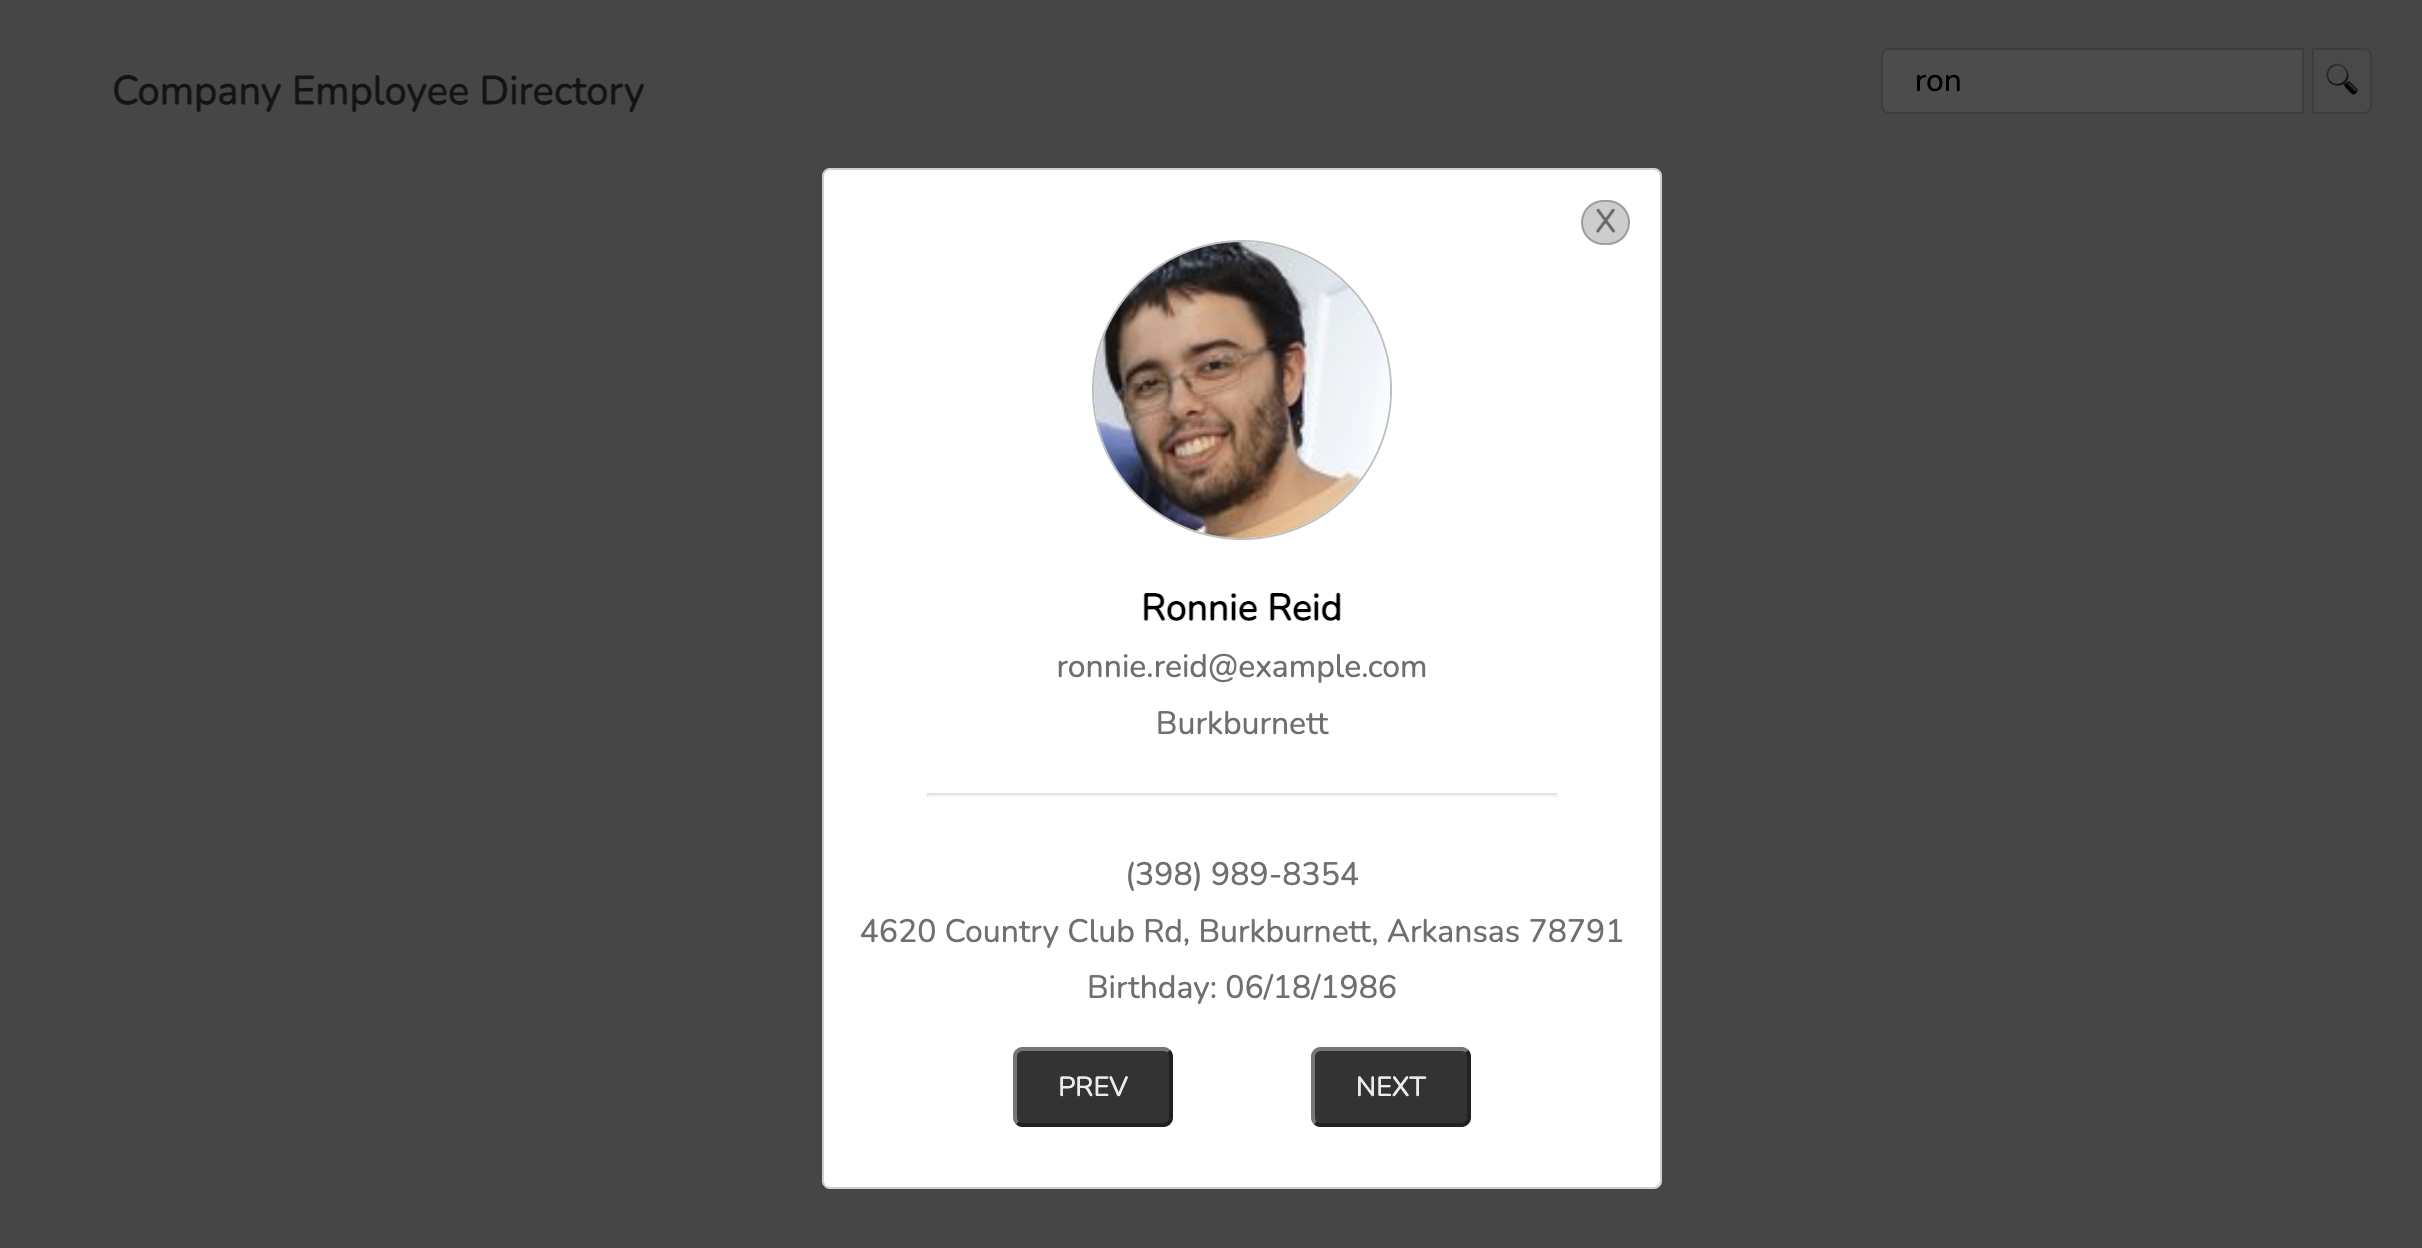 Company Employee Directory
ron
X
Ronnie Reid
ronnie.reid@example.com
Burkburnett
(398) 989-8354
4620 Country Club Rd, Burkburnett, Arkansas 78791
Birthday: 06/18/1986
PREV
NEXT